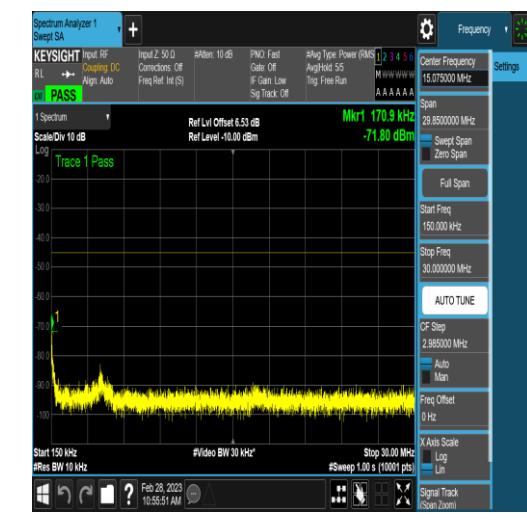 Spectrum Analyzer 1
Swept SA
Frequency
KEYSIGHT
RL
PASS
Input: RF
Coupling: DC
Align: Auto
Input Z: 50 Ω
Corrections: Off
Freq Ref: Int (S)
#Atten: 10 dB
PNO: Fast
Gate: Off
IF Gain: Low
Sig Track: Off
#Avg Type: Power (RMS
Avg|Hold: 5/5
Trig: Free Run
1 2 3 4 5 6
M W W W W W
A A A A A A
1 Spectrum
Scale/Div 10 dB
Log
Ref Lvl Offset 6.53 dB
Ref Level -10.00 dBm
Mkr1 170.9 kHz
-71.80 dBm
Trace 1 Pass
-20.0
-30.0
-40.0
-50.0
-60.0
-70.0
-80.0
-90.0
-100
1
Start 150 kHz
#Res BW 10 kHz
#Video BW 30 kHz*
Stop 30.00 MHz
#Sweep 1.00 s (10001 pts)
?
Feb 28, 2023
10:55:51 AM
Center Frequency
15.075000 MHz
Settings
Span
29.8500000 MHz
Swept Span
Zero Span
Full Span
Start Freq
150.000 kHz
Stop Freq
30.000000 MHz
AUTO TUNE
CF Step
2.985000 MHz
Auto
Man
Freq Offset
0 Hz
X Axis Scale
Log
Lin
Signal Track
(Span Zoom)